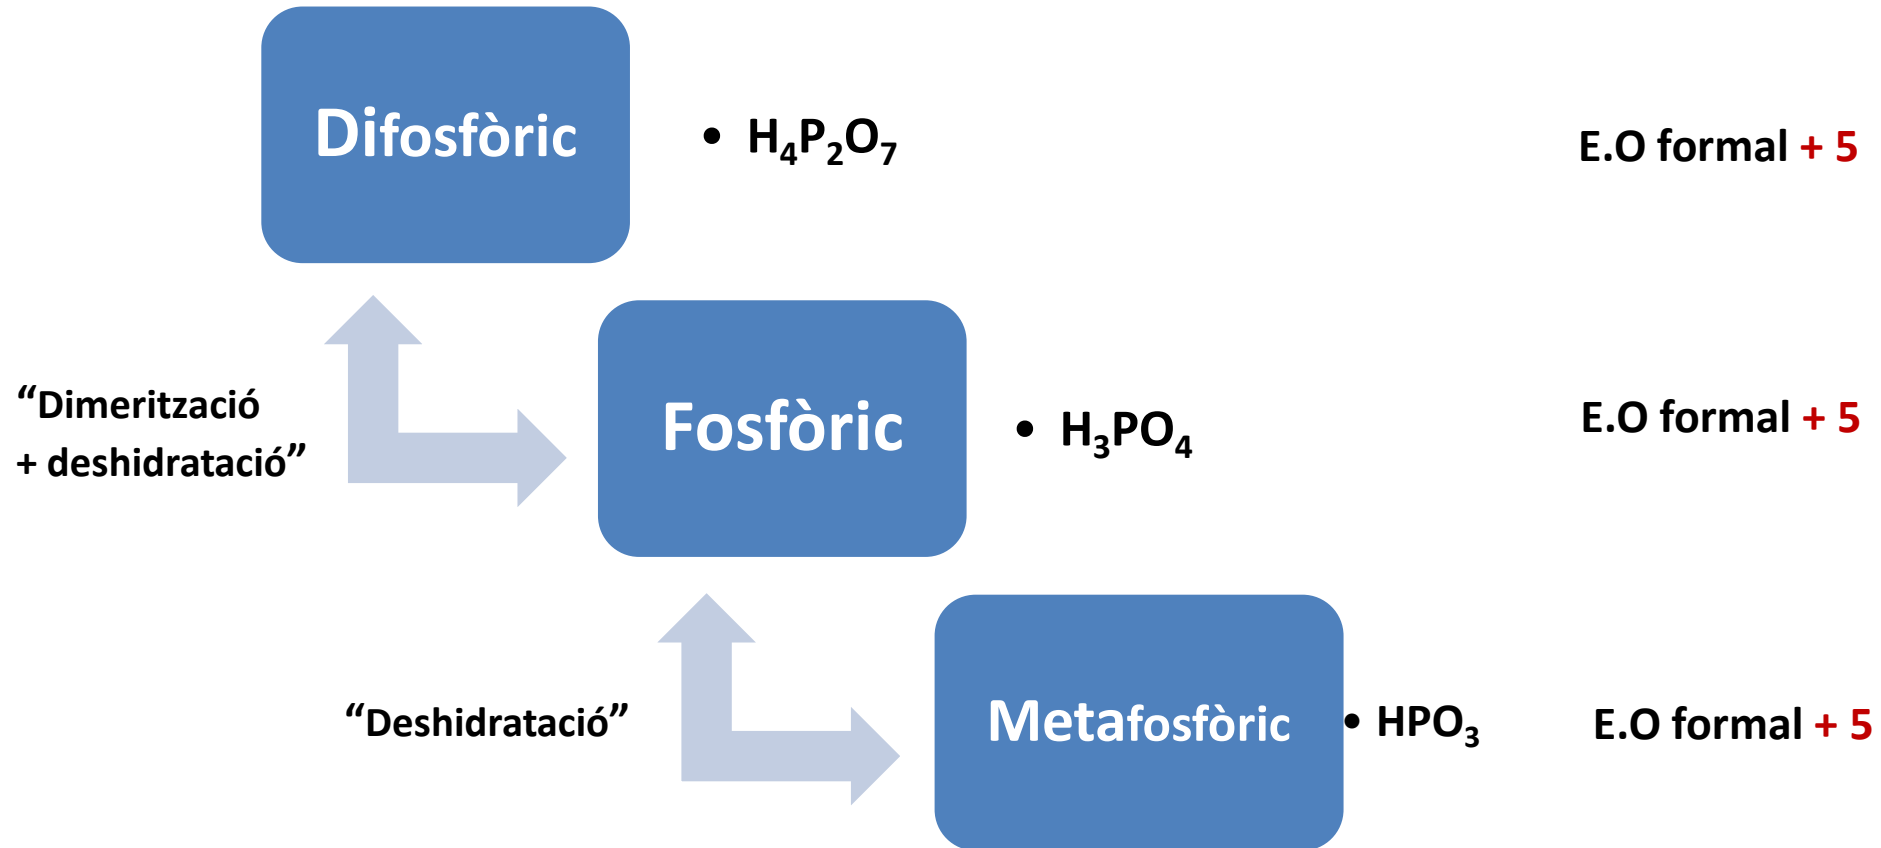 Difosfòric
• H₄P₂O₇
E.O formal + 5
“Dimerització
+ deshidratació”
Fosfòric
• H₃PO₄
E.O formal + 5
“Deshidratació”
Metafosfòric
• HPO₃
E.O formal + 5